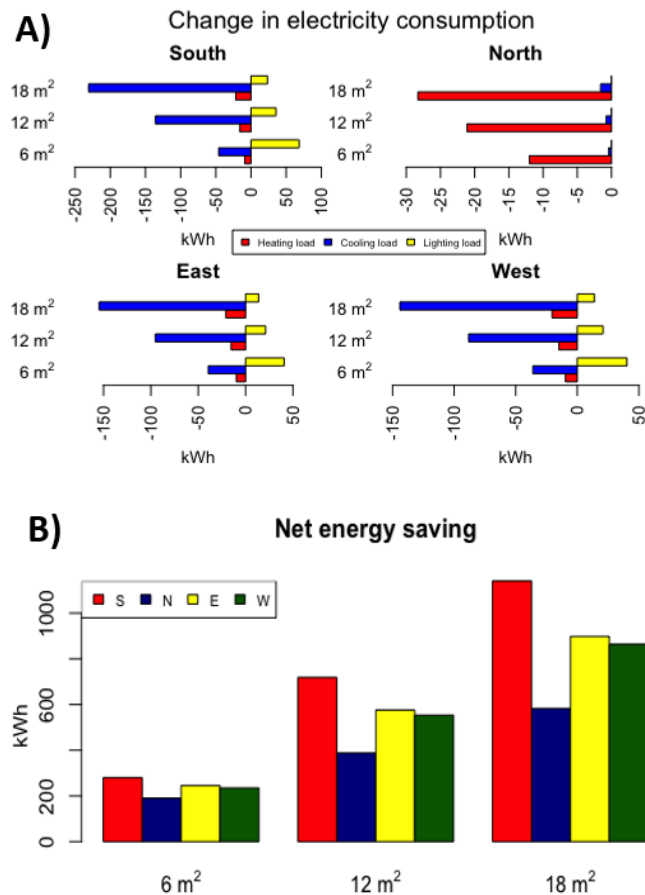 A)
Change in electricity consumption
South
18 m²
12 m²
6 m²
-250 -200 -150 -100 -50 0 50 100
kWh
North
18 m²
12 m²
6 m²
-30 -25 -20 -15 -10 -5 0
kWh
Heating load Cooling load Lighting load
East
18 m²
12 m²
6 m²
-150 -100 -50 0 50
kWh
West
18 m²
12 m²
6 m²
-150 -100 -50 0 50
kWh
B)
Net energy saving
S N E W
kWh
1000
600
200
0
6 m² 12 m² 18 m²